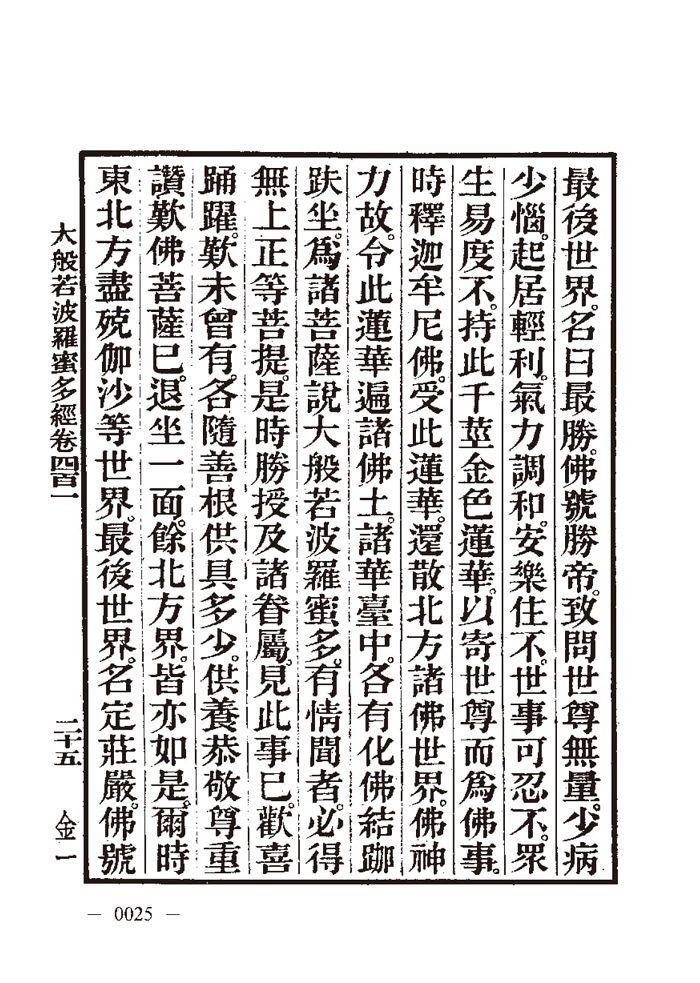 最後世界。名曰最勝。佛號勝帝。致問世尊無量。少病
少惱。起居輕利。氣力調和。安樂住不。世事可忍不。眾
生易度不。持此千莖金色蓮華。以寄世尊而爲佛事。
時釋迦牟尼佛。受此蓮華。還散北方諸佛世界。佛神
力故。令此蓮華遍諸佛土。諸華臺中。各有化佛結跏
趺坐。爲諸菩薩說大般若波羅蜜多。有情聞者。必得
無上正等菩提。是時勝授及諸眷屬。見此事已。歡喜
踊躍。歎未曾有。各隨善根供具多少。供養恭敬尊重
讚歎佛菩薩已。退坐一面。餘北方界。皆亦如是。爾時
東北方盡殑伽沙等世界。最後世界。名定莊嚴。佛號
大般若波羅蜜多經卷四百一 二十五 金一
— 0025 —